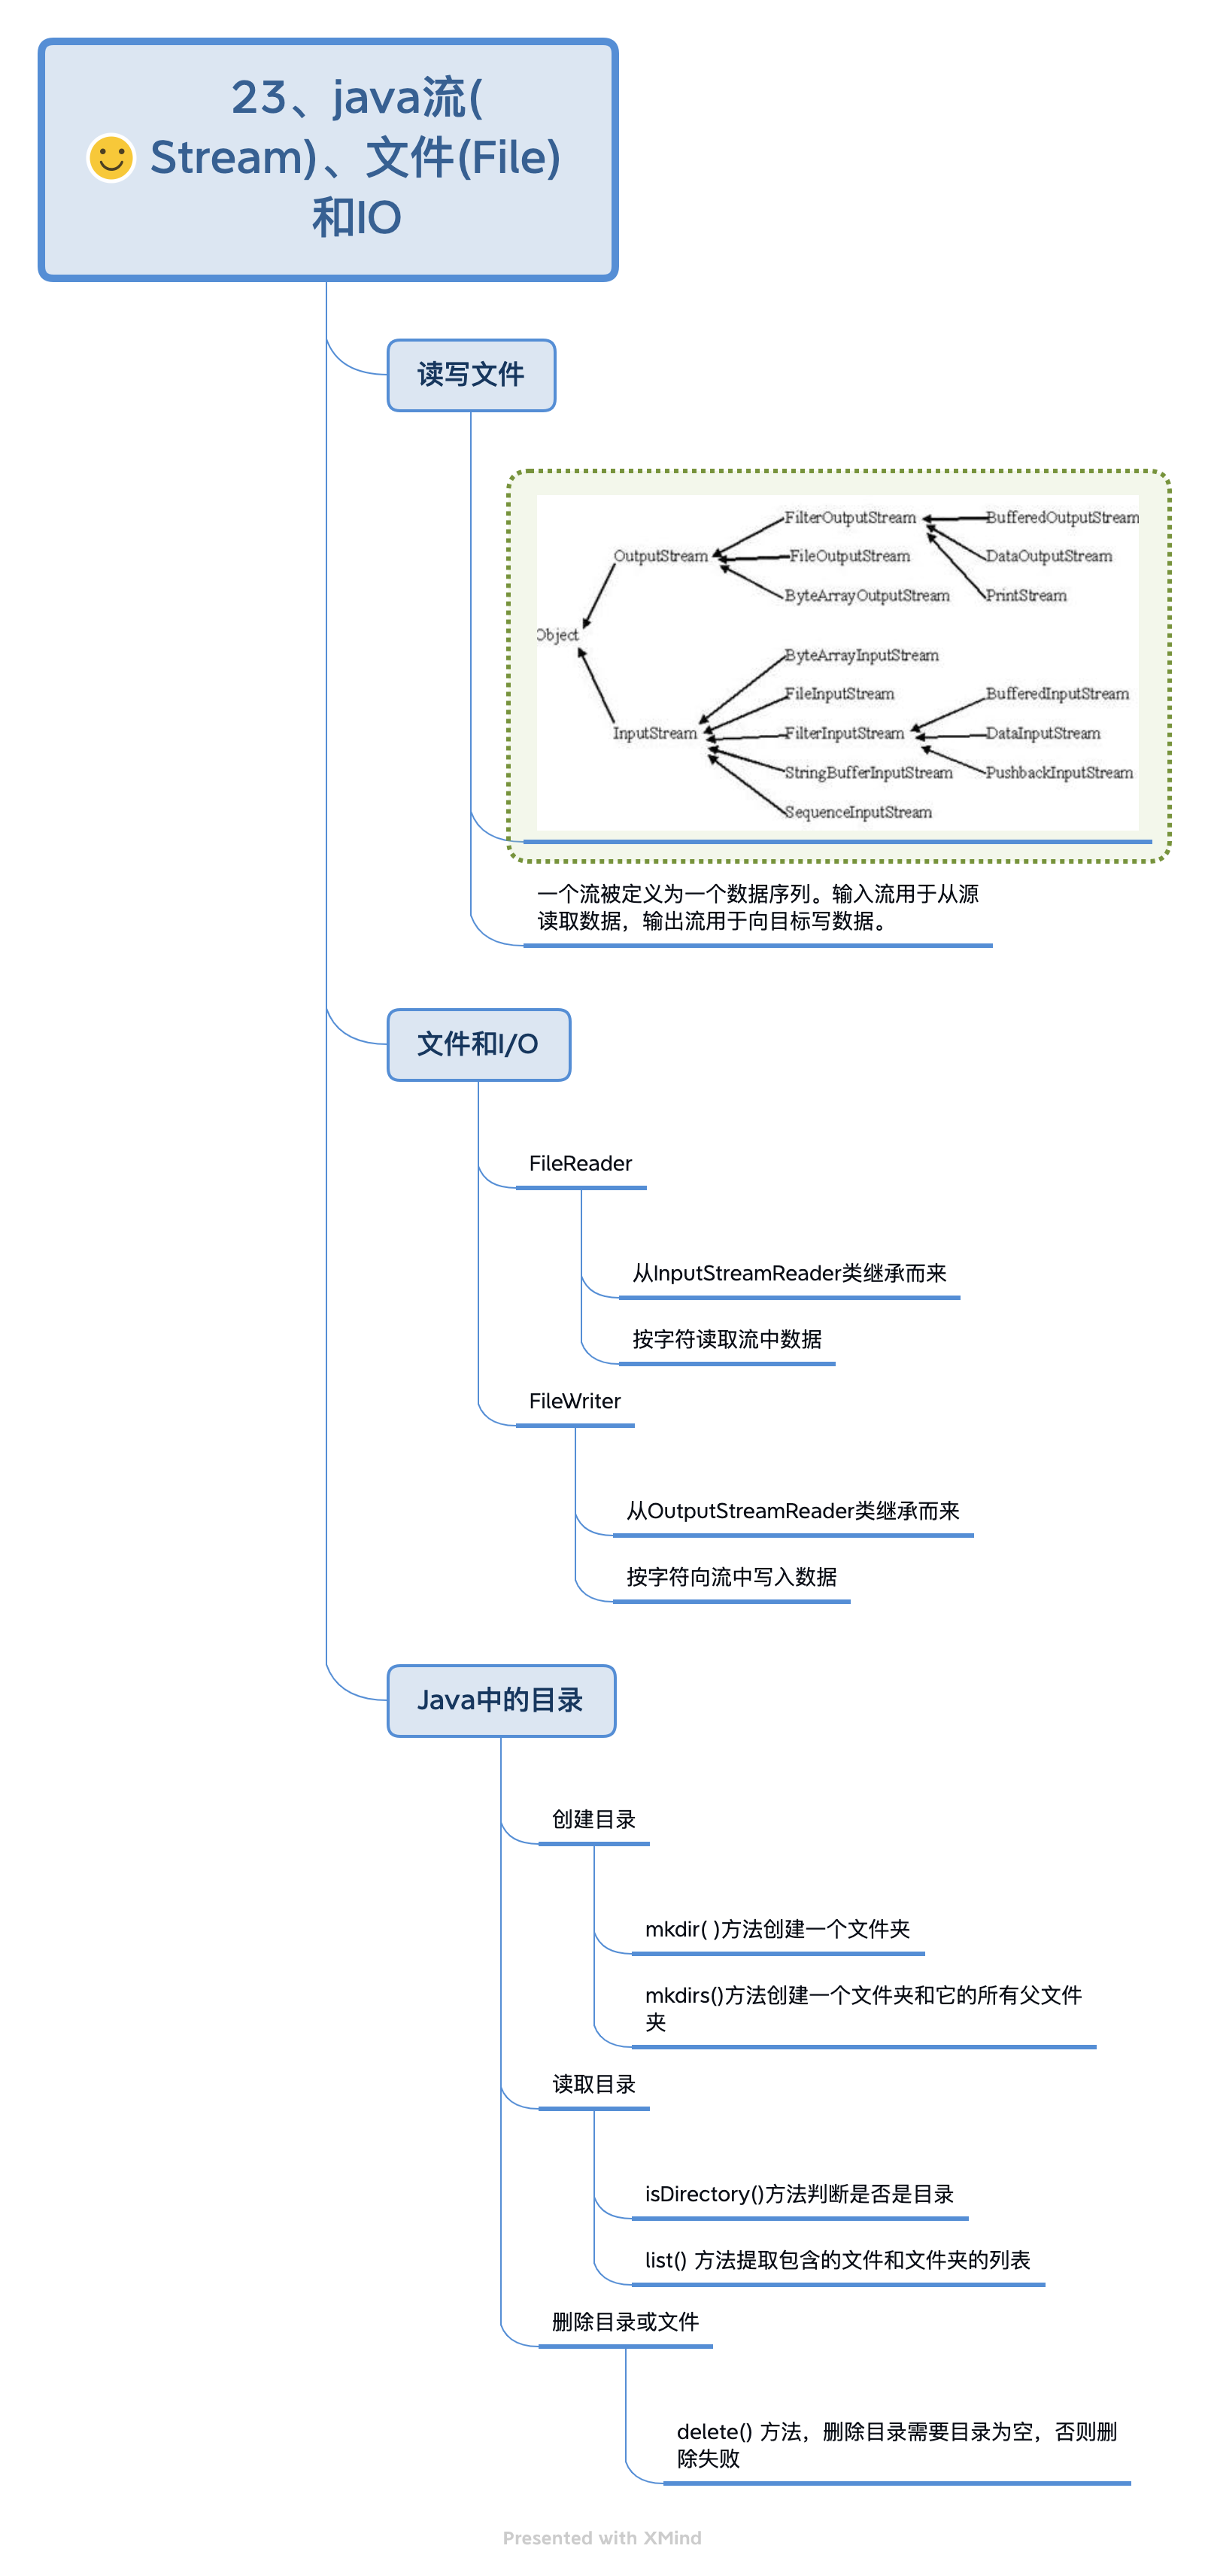 23、java流(
Stream)、文件(File)
和IO
读写文件
FilterOutputStream
BufferedOutputStream
OutputStream
FileOutputStream
DataOutputStream
ByteArrayOutputStream
PrintStream
Object
ByteArrayInputStream
FileInputStream
BufferedInputStream
InputStream
FilterInputStream
DataInputStream
StringBufferInputStream
PushbackInputStream
SequenceInputStream
一个流被定义为一个数据序列。输入流用于从源
读取数据，输出流用于向目标写数据。
文件和I/O
FileReader
从InputStreamReader类继承而来
按字符读取流中数据
FileWriter
从OutputStreamReader类继承而来
按字符向流中写入数据
Java中的目录
创建目录
mkdir( )方法创建一个文件夹
mkdirs()方法创建一个文件夹和它的所有父文件
夹
读取目录
isDirectory()方法判断是否是目录
list() 方法提取包含的文件和文件夹的列表
删除目录或文件
delete() 方法，删除目录需要目录为空，否则删
除失败
Presented with XMind